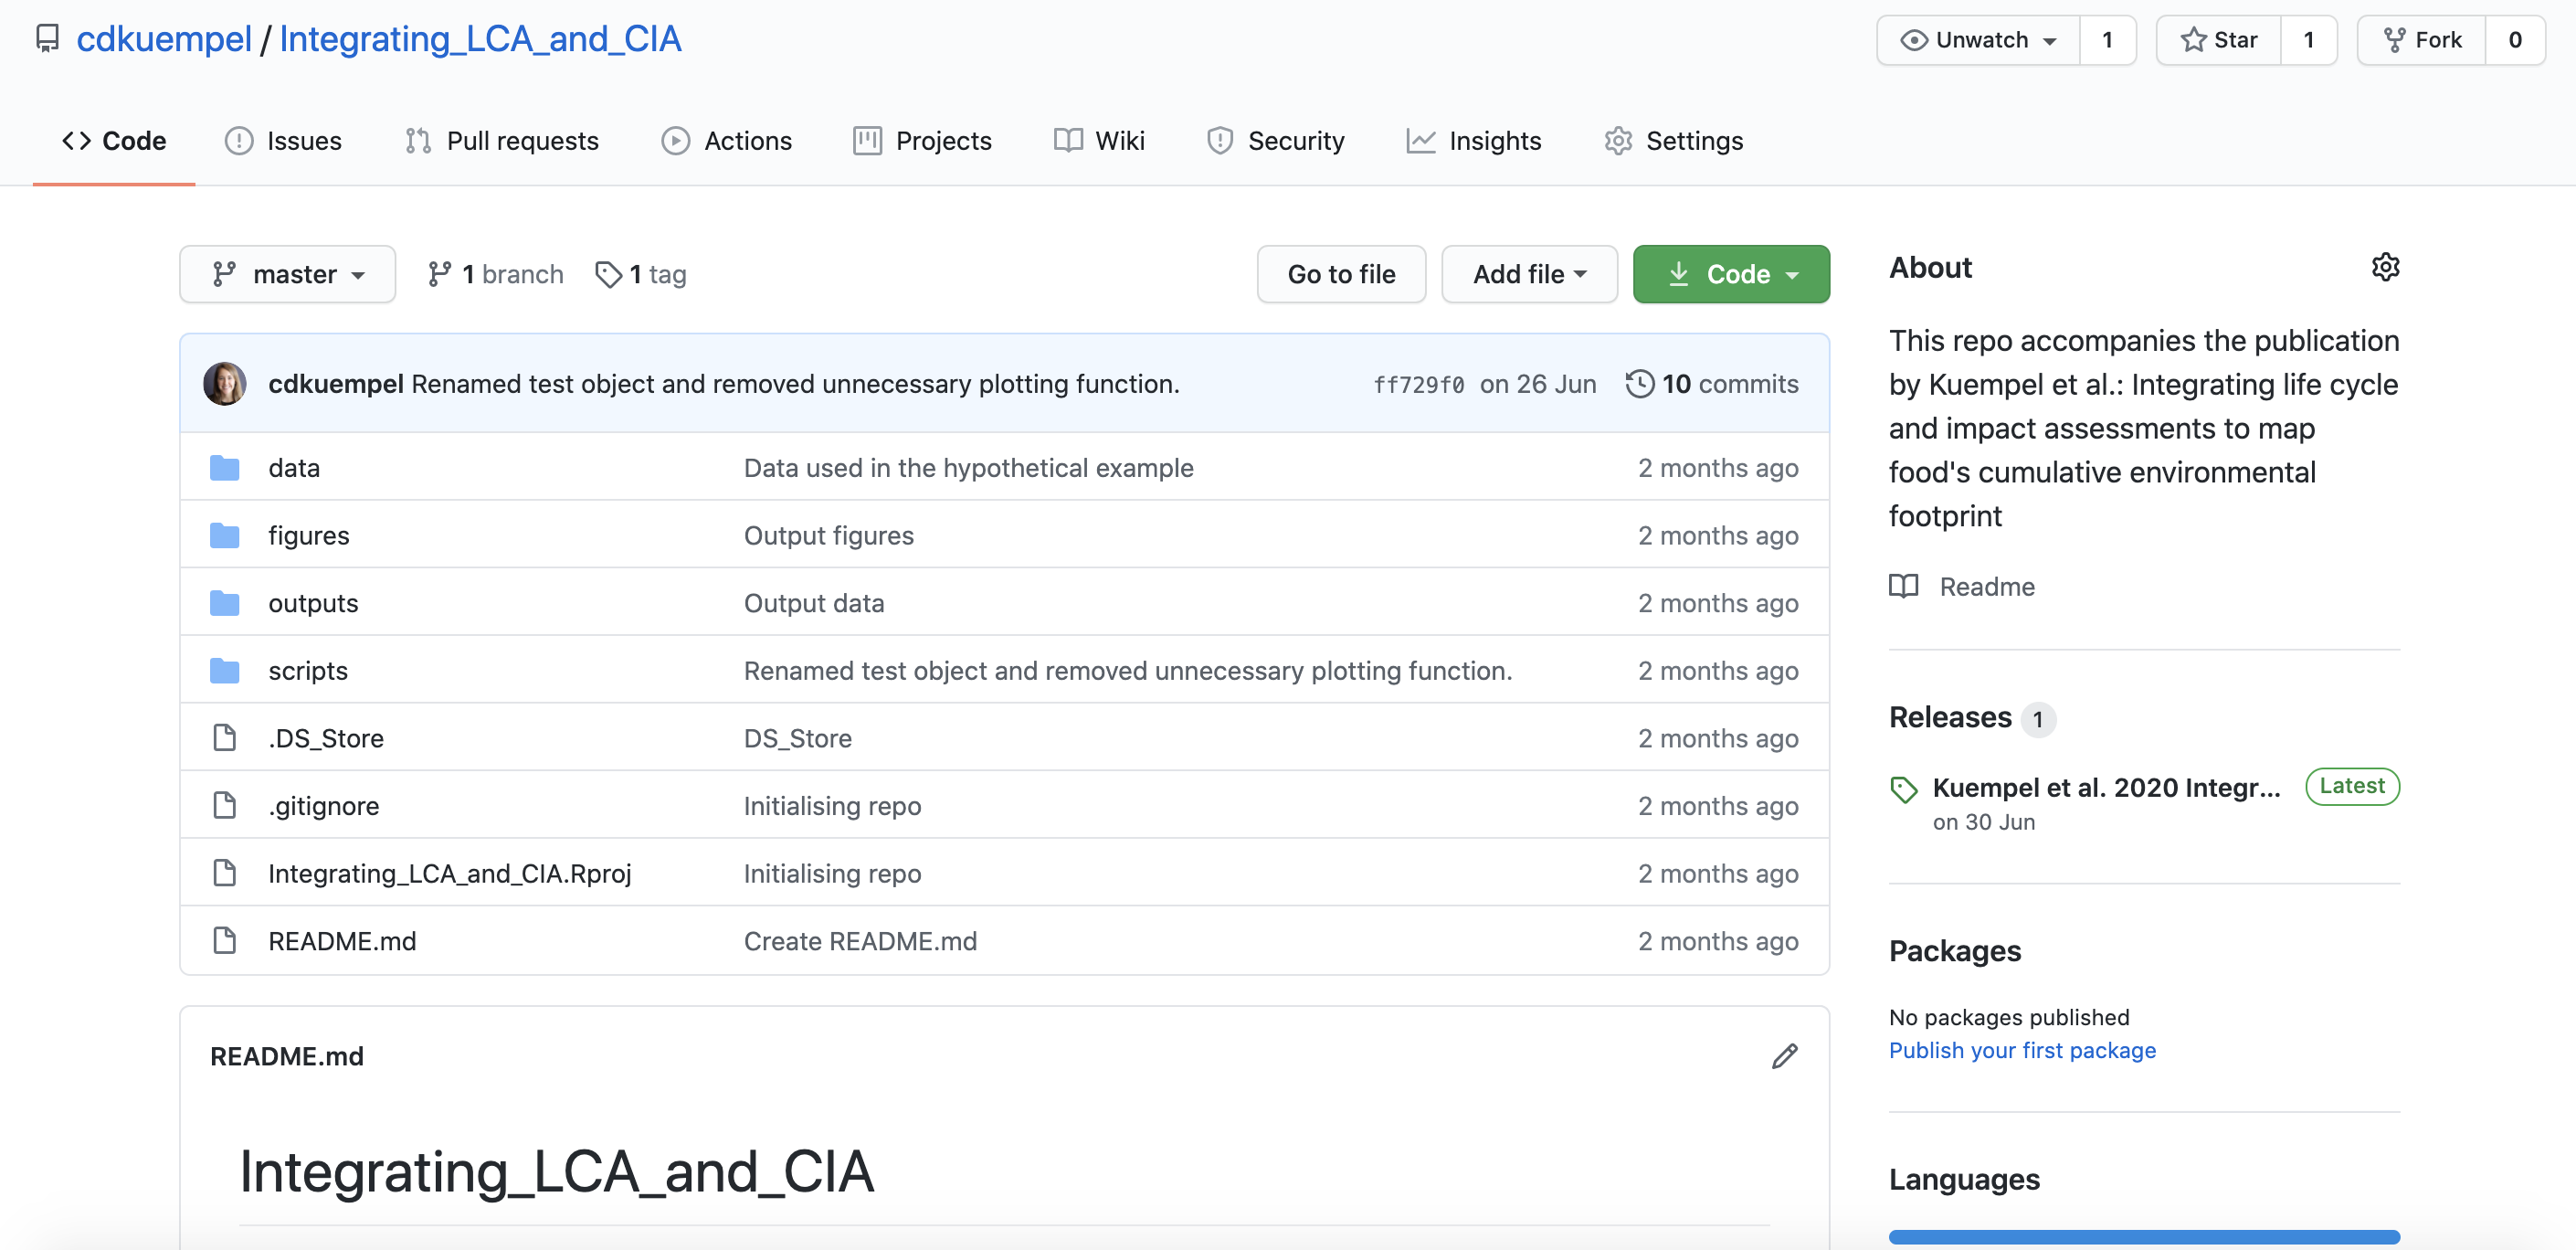 cdkuempel / Integrating_LCA_and_CIA
Unwatch 1 Star 1 Fork 0
Code Issues Pull requests Actions Projects Wiki Security Insights Settings
master 1 branch 1 tag Go to file Add file Code
cdkuempel Renamed test object and removed unnecessary plotting function. ff729f0 on 26 Jun 10 commits
data Data used in the hypothetical example 2 months ago
figures Output figures 2 months ago
outputs Output data 2 months ago
scripts Renamed test object and removed unnecessary plotting function. 2 months ago
.DS_Store DS_Store 2 months ago
.gitignore Initialising repo 2 months ago
Integrating_LCA_and_CIA.Rproj Initialising repo 2 months ago
README.md Create README.md 2 months ago
README.md
Integrating_LCA_and_CIA
About
This repo accompanies the publication
by Kuempel et al.: Integrating life cycle
and impact assessments to map
food's cumulative environmental
footprint
Readme
Releases 1
Kuempel et al. 2020 Integr... Latest
on 30 Jun
Packages
No packages published
Publish your first package
Languages